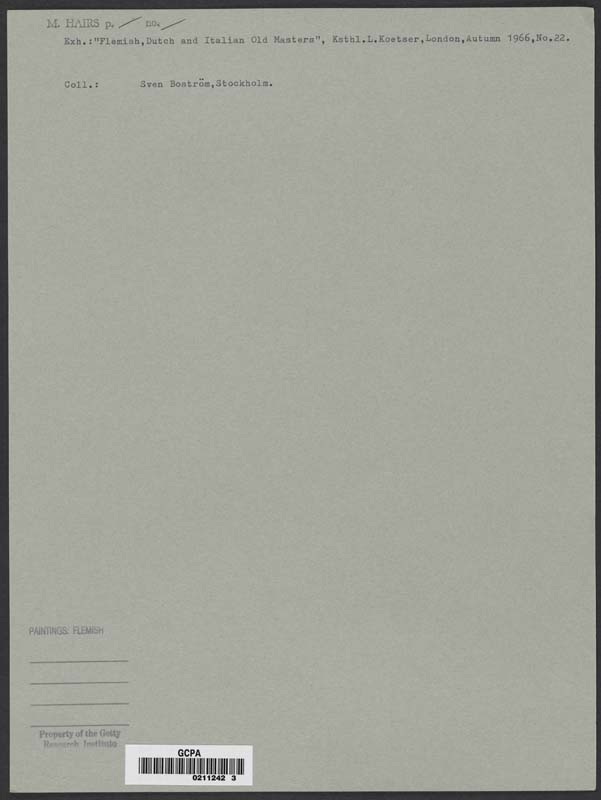 M. HAIRS p. / no. /
Exh.:"Flemish,Dutch and Italian Old Masters", Ksthl.L.Koetser,London,Autumn 1966,No.22.
Coll.: Sven Boström,Stockholm.
PAINTINGS: FLEMISH
Property of the Getty
Research Institute
GCPA
0211242 3